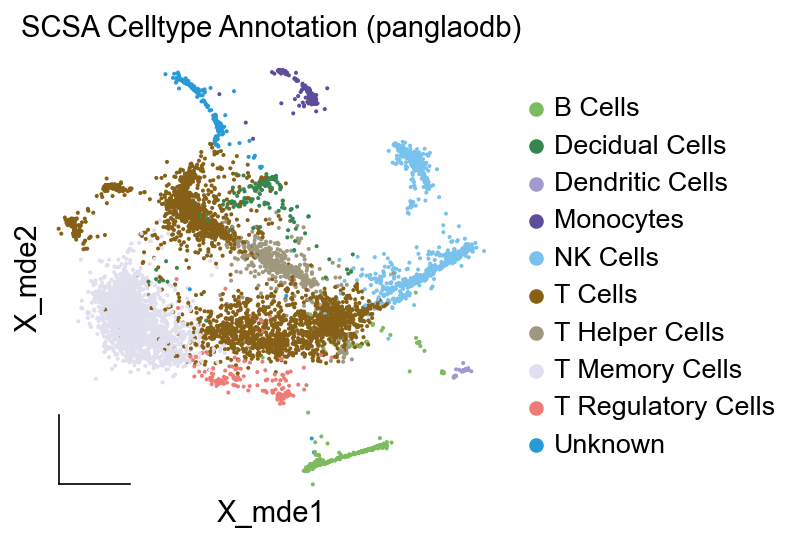 SCSA Celltype Annotation (panglaodb)
B Cells
Decidual Cells
Dendritic Cells
Monocytes
NK Cells
T Cells
T Helper Cells
T Memory Cells
T Regulatory Cells
Unknown
X_mde2
X_mde1